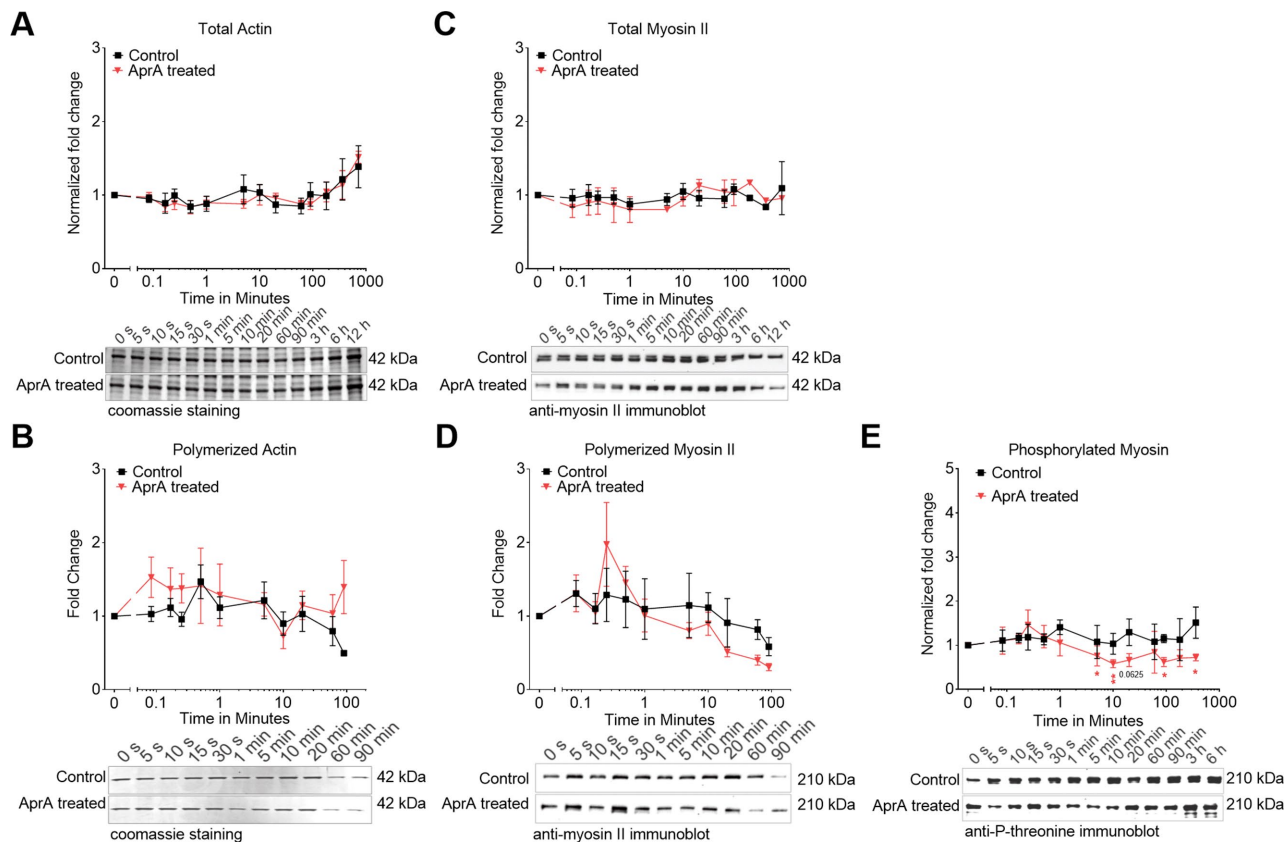 A
Total Actin
Control
AprA treated
Normalized fold change
3
2
1
0
0 0.1 1 10 100 1000
Time in Minutes
0 s 5 s 10 s 15 s 30 s 1 min 5 min 10 min 20 min 60 min 90 min 3 h 6 h 12 h
Control 42 kDa
AprA treated 42 kDa
coomassie staining
C
Total Myosin II
Control
AprA treated
Normalized fold change
3
2
1
0
0 0.1 1 10 100 1000
Time in Minutes
0 s 5 s 10 s 15 s 30 s 1 min 5 min 10 min 20 min 60 min 90 min 3 h 6 h 12 h
Control 42 kDa
AprA treated 42 kDa
anti-myosin II immunoblot
B
Polymerized Actin
Control
AprA treated
Fold Change
3
2
1
0
0 0.1 1 10 100
Time in Minutes
0 s 5 s 10 s 15 s 30 s 1 min 5 min 10 min 20 min 60 min 90 min
Control 42 kDa
AprA treated 42 kDa
coomassie staining
D
Polymerized Myosin II
Control
AprA treated
Fold Change
3
2
1
0
0 0.1 1 10 100
Time in Minutes
0 s 5 s 10 s 15 s 30 s 1 min 5 min 10 min 20 min 60 min 90 min
Control 210 kDa
AprA treated 210 kDa
anti-myosin II immunoblot
E
Phosphorylated Myosin
Control
AprA treated
Normalized fold change
5
4
3
2
1
0
* ** 0.0625 * *
0 0.1 1 10 100 1000
Time in Minutes
0 s 5 s 10 s 15 s 30 s 1 min 5 min 10 min 20 min 60 min 90 min 3 h 6 h
Control 210 kDa
AprA treated 210 kDa
anti-P-threonine immunoblot